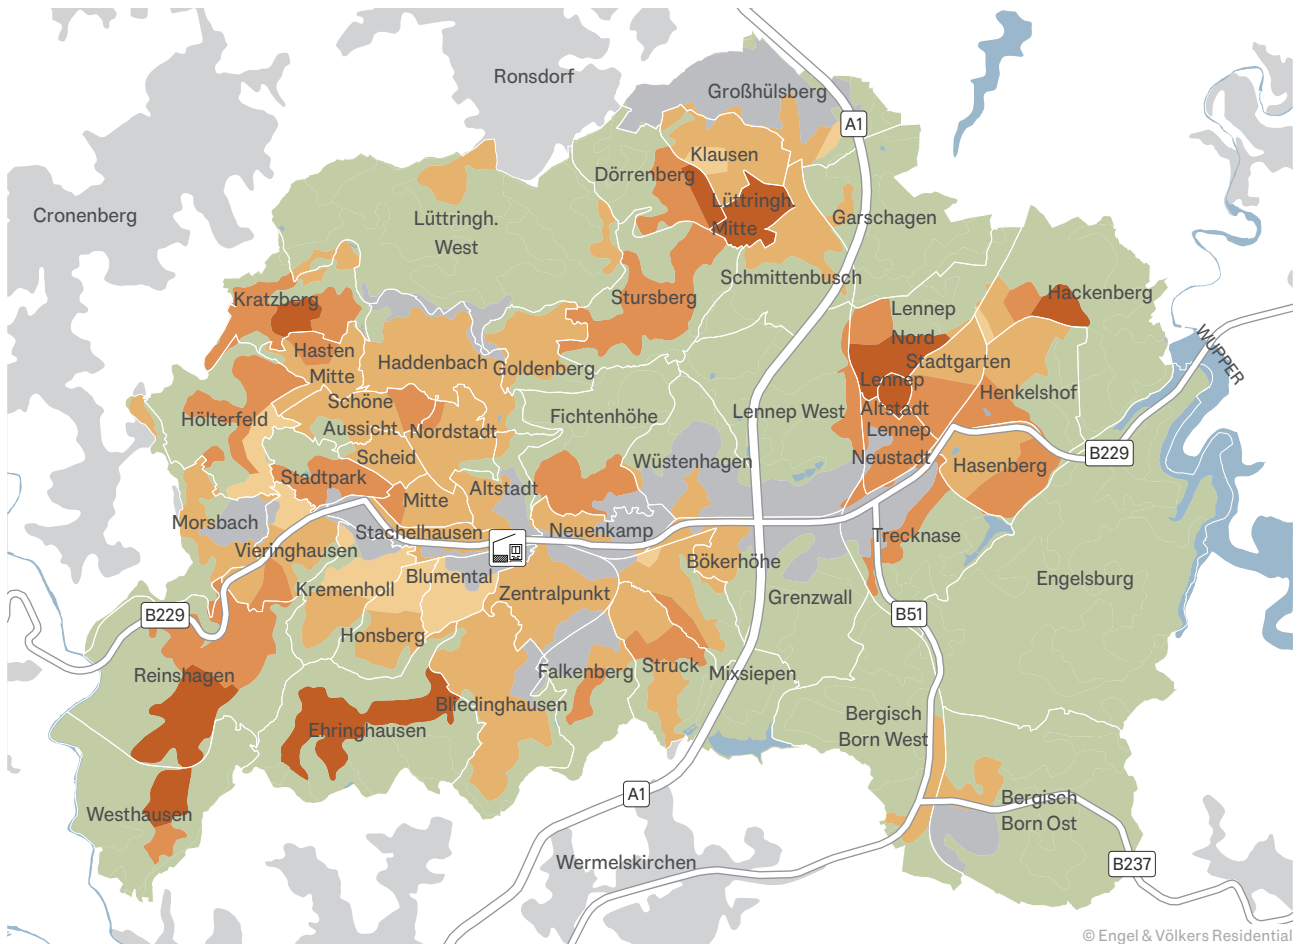 Ronsdorf
Großhülsberg
A1
Klausen
Dörrenberg
Lüttringh.
Mitte
Cronenberg
Lüttringh.
West
Garschagen
Schmittenbusch
Kratzberg
Stursberg
Hackenberg
Lennep
Nord
WUPPER
Hasten
Mitte
Haddenbach
Goldenberg
Stadtgarten
Lennep
Altstadt
Henkelshof
Schöne
Aussicht
Hölterfeld
Nordstadt
Fichtenhöhe
Lennep West
Lennep
Neustadt
Scheid
Wüstenhagen
B229
Stadtpark
Hasenberg
Mitte
Altstadt
Morsbach
Stachelhausen
Neuenkamp
Trecknase
Vieringhausen
Bökerhöhe
Kremenholl
Blumental
Zentralpunkt
Grenzwall
Engelsburg
B229
B51
Honsberg
Reinshagen
Falkenberg
Struck
Mixsiepen
Bliedinghausen
Ehringhausen
Bergisch
Born West
A1
Bergisch
Born Ost
Westhausen
Wermelskirchen
B237
© Engel & Völkers Residential